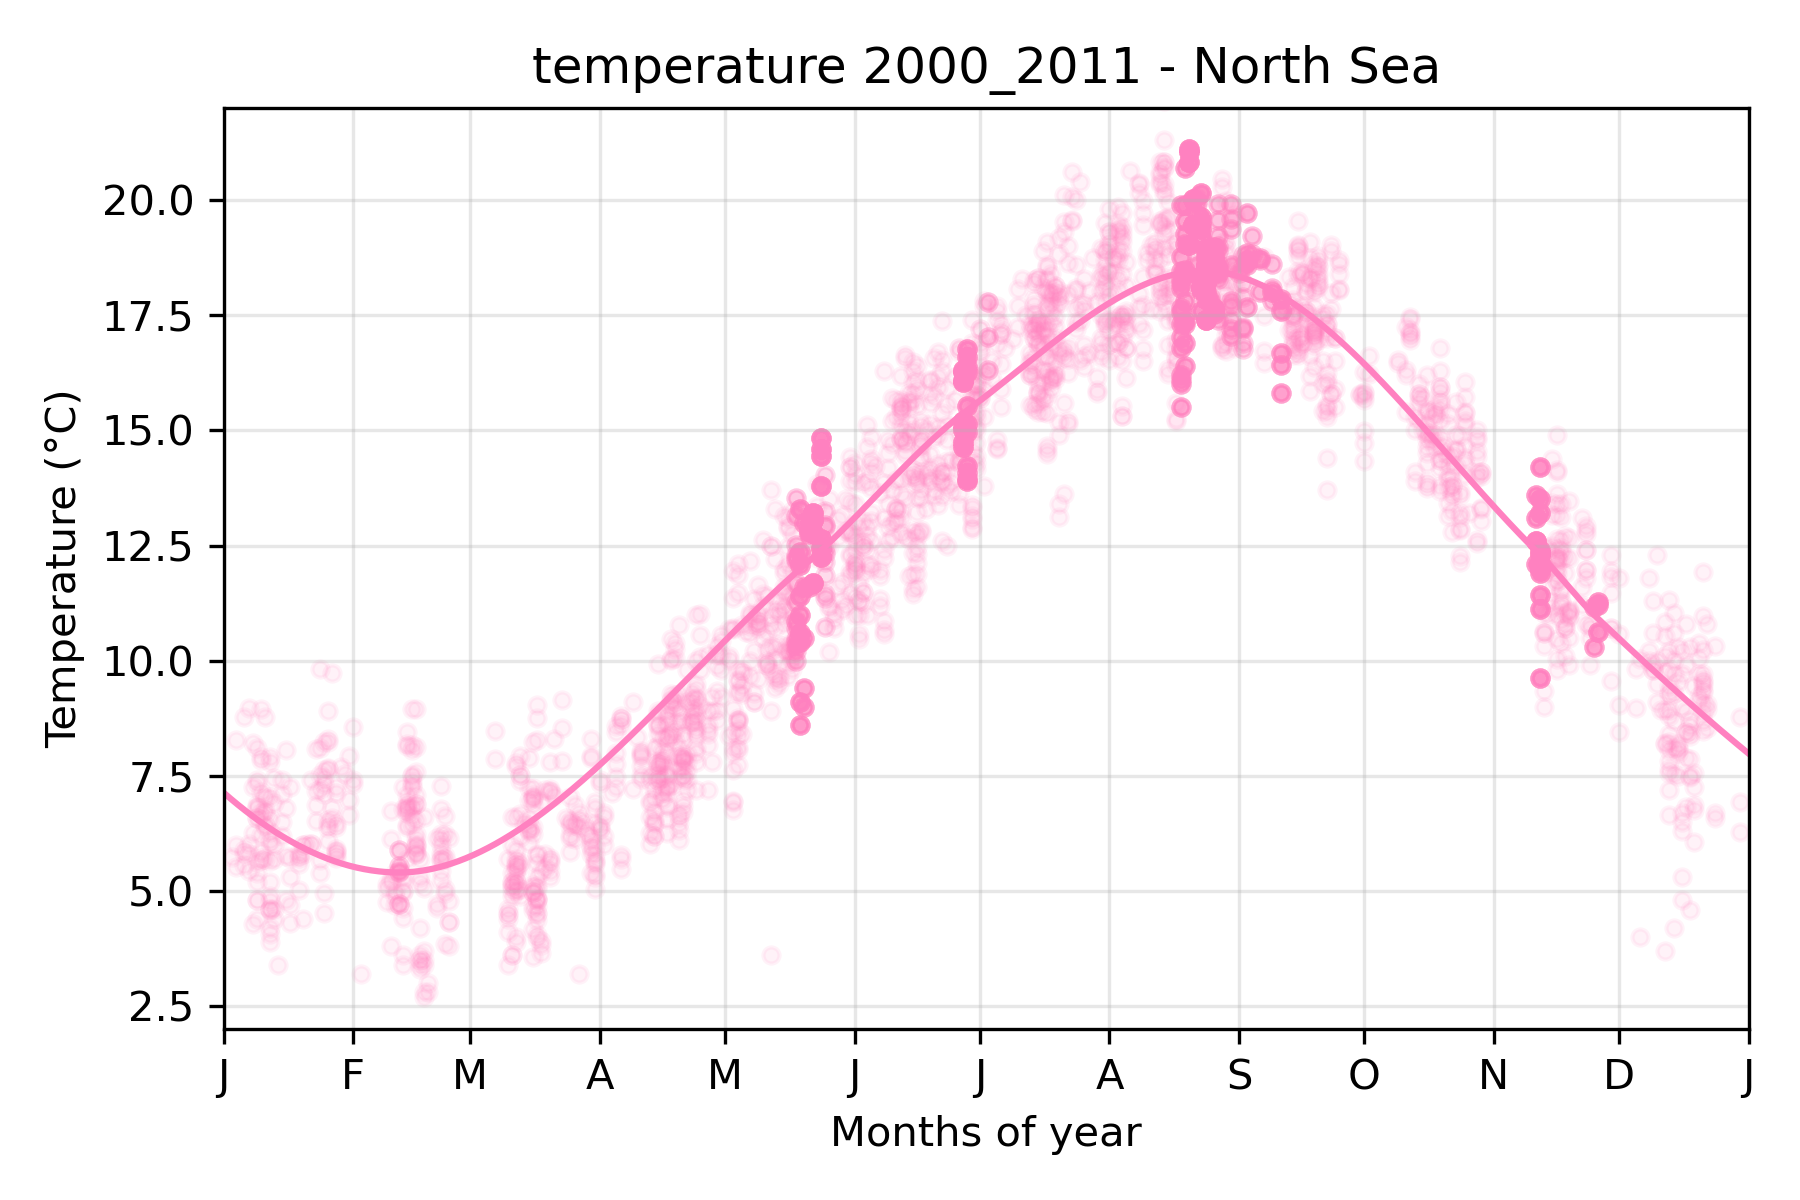 temperature 2000_2011 - North Sea
Temperature (°C)
20.0
17.5
15.0
12.5
10.0
7.5
5.0
2.5
J F M A M J J A S O N D J
Months of year